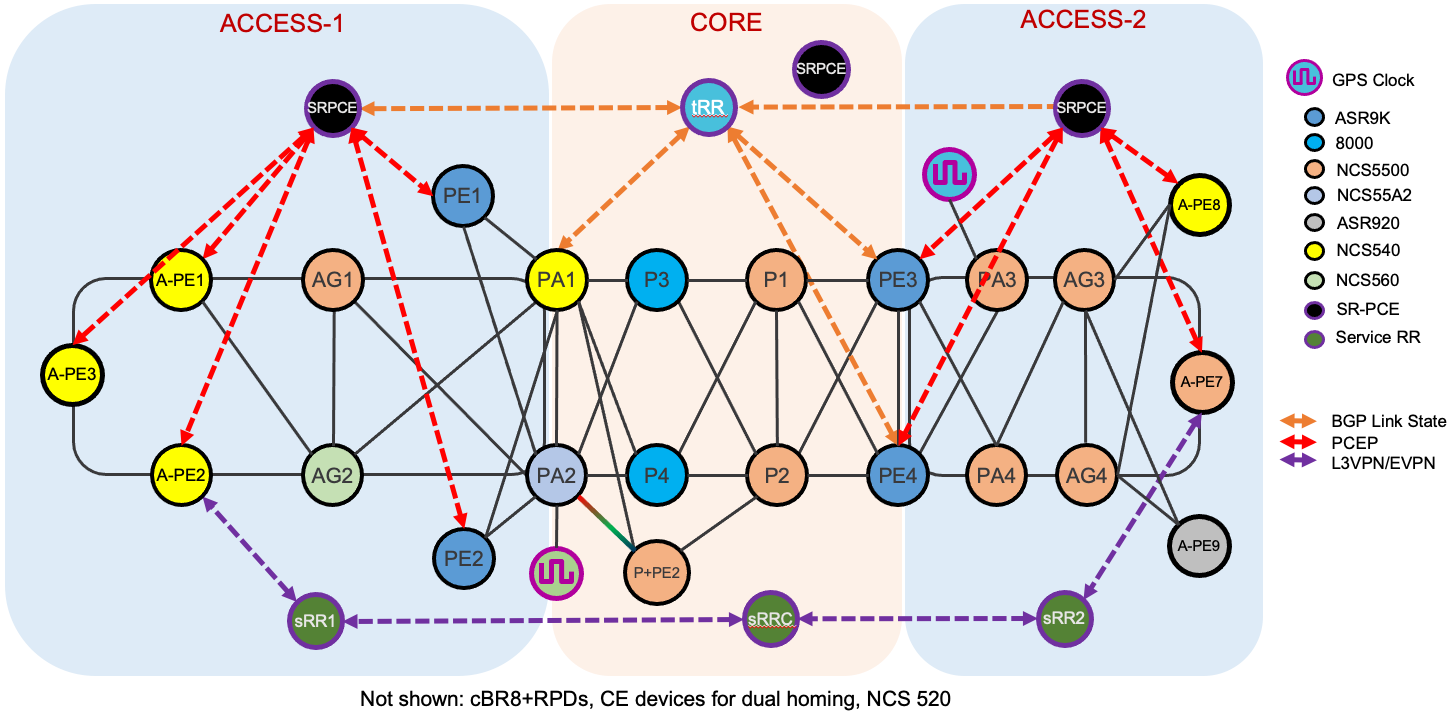 ACCESS-1
CORE
ACCESS-2
SRPCE
SRPCE
tRR
SRPCE
GPS Clock
ASR9K
8000
NCS5500
NCS55A2
ASR920
NCS540
NCS560
SR-PCE
Service RR
BGP Link State
PCEP
L3VPN/EVPN
PE1
A-PE8
A-PE1
AG1
PA1
P3
P1
PE3
PA3
AG3
A-PE3
A-PE7
A-PE2
AG2
PA2
P4
P2
PE4
PA4
AG4
PE2
P+PE2
A-PE9
sRR1
sRRC
sRR2
Not shown: cBR8+RPDs, CE devices for dual homing, NCS 520